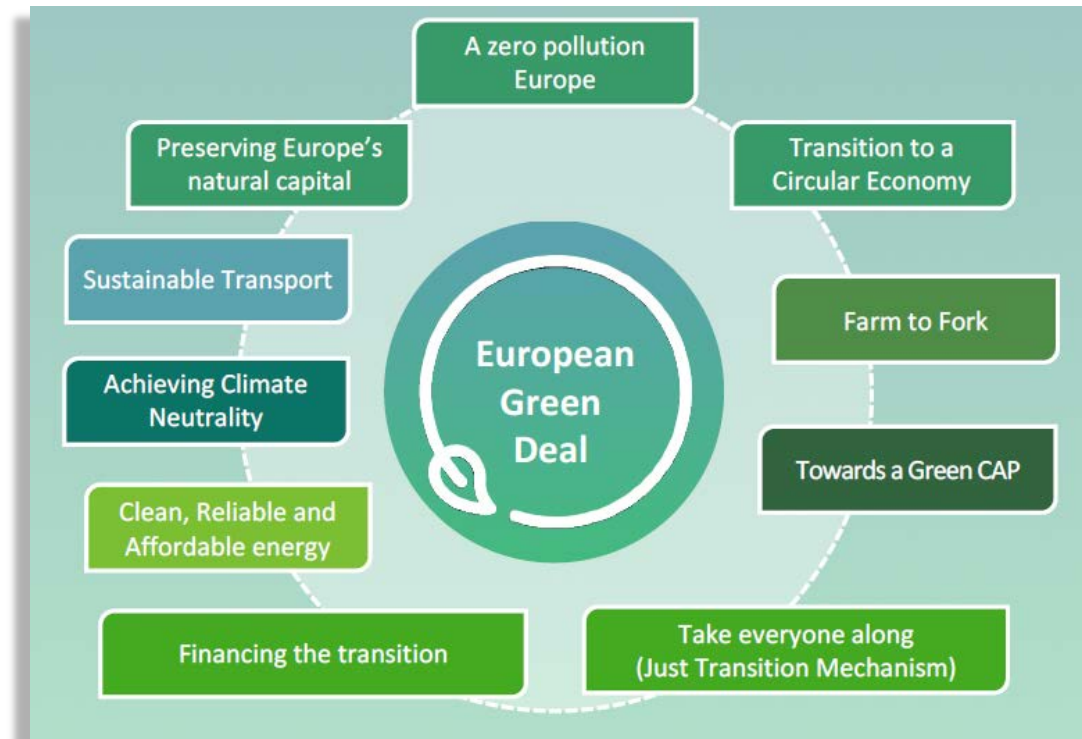 A zero pollution
Europe
Preserving Europe's
natural capital
Transition to a
Circular Economy
Sustainable Transport
Farm to Fork
European
Green
Deal
Achieving Climate
Neutrality
Towards a Green CAP
Clean, Reliable and
Affordable energy
Financing the transition
Take everyone along
(Just Transition Mechanism)